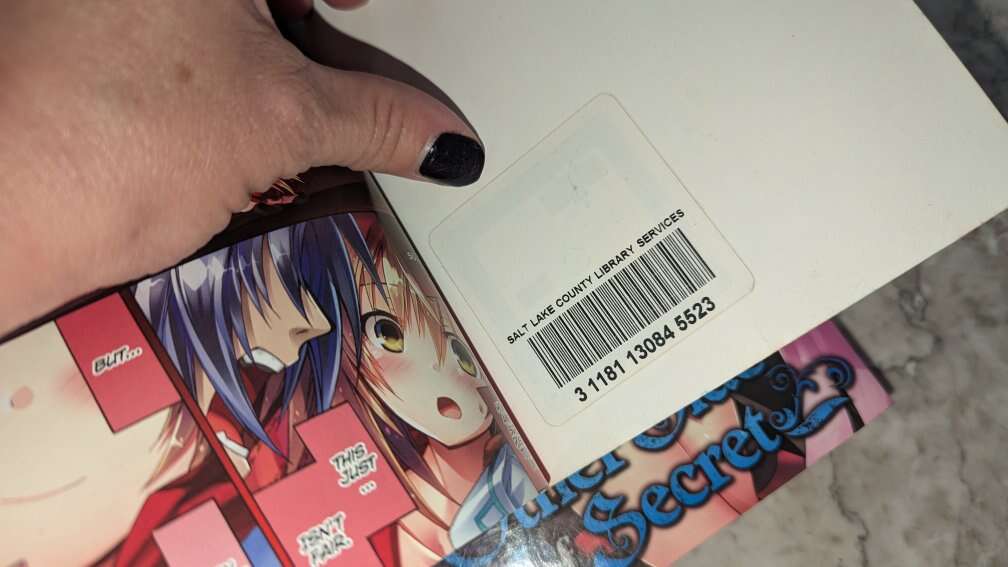 SALT LAKE COUNTY LIBRARY SERVICES
3 1181 13084 5523
BUT...
THIS
JUST
...
ISN'T
FAIR.
Secret